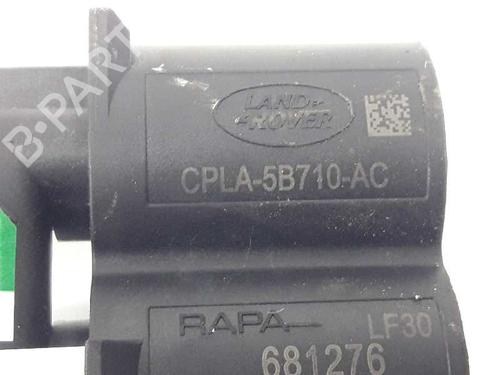 B-PART
LAND
ROVER
CPLA-5B710-AC
RAPA LF30
681276